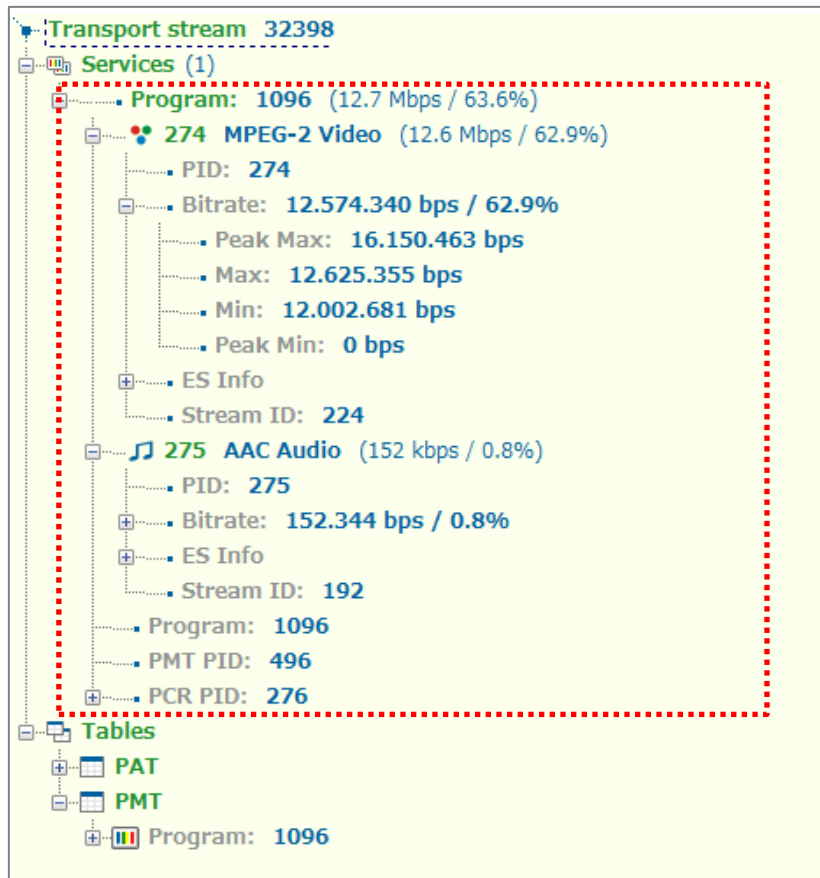 Transport stream 32398
Services (1)
Program: 1096 (12.7 Mbps / 63.6%)
274 MPEG-2 Video (12.6 Mbps / 62.9%)
PID: 274
Bitrate: 12.574.340 bps / 62.9%
Peak Max: 16.150.463 bps
Max: 12.625.355 bps
Min: 12.002.681 bps
Peak Min: 0 bps
ES Info
Stream ID: 224
275 AAC Audio (152 kbps / 0.8%)
PID: 275
Bitrate: 152.344 bps / 0.8%
ES Info
Stream ID: 192
Program: 1096
PMT PID: 496
PCR PID: 276
Tables
PAT
PMT
Program: 1096